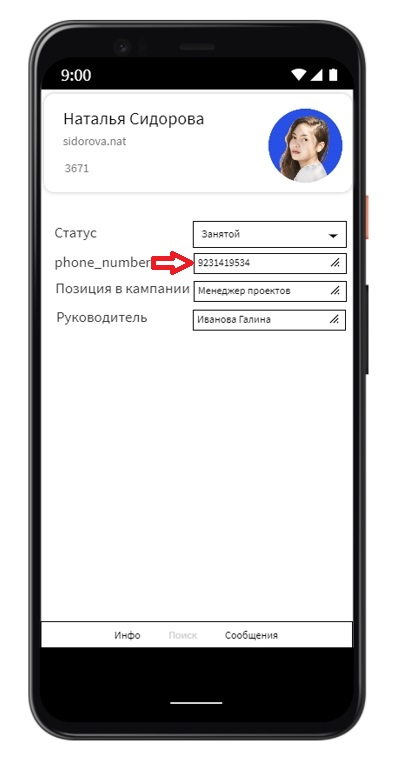 9:00
Наталья Сидорова
sidorova.nat
3671
Статус Занятой
phone_number 9231419534
Позиция в кампании Менеджер проектов
Руководитель Иванова Галина
Инфо Поиск Сообщения